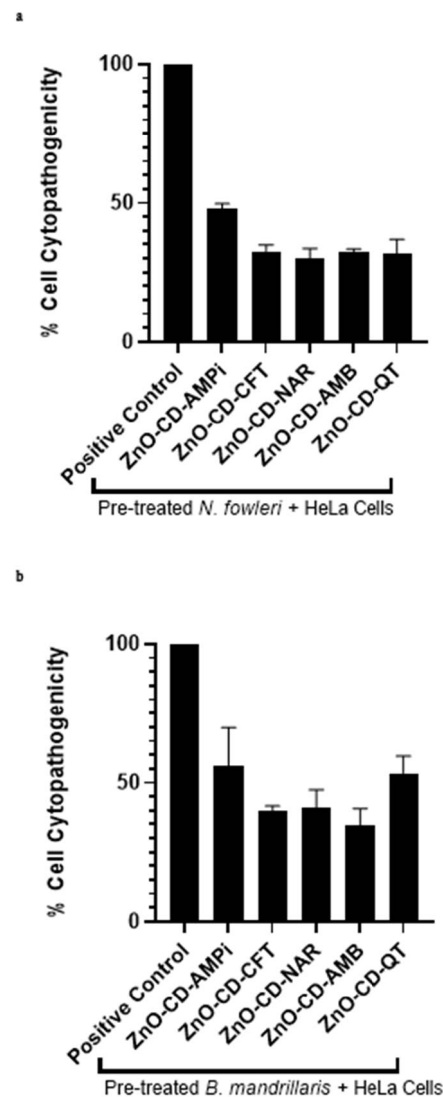 a
% Cell Cytopathogenicity
100
50
0
Positive Control
ZnO-CD-AMPi
ZnO-CD-CFT
ZnO-CD-NAR
ZnO-CD-AMB
ZnO-CD-QT
Pre-treated N. fowleri + HeLa Cells
b
% Cell Cytopathogenicity
100
50
0
Positive Control
ZnO-CD-AMPi
ZnO-CD-CFT
ZnO-CD-NAR
ZnO-CD-AMB
ZnO-CD-QT
Pre-treated B. mandrillaris + HeLa Cells